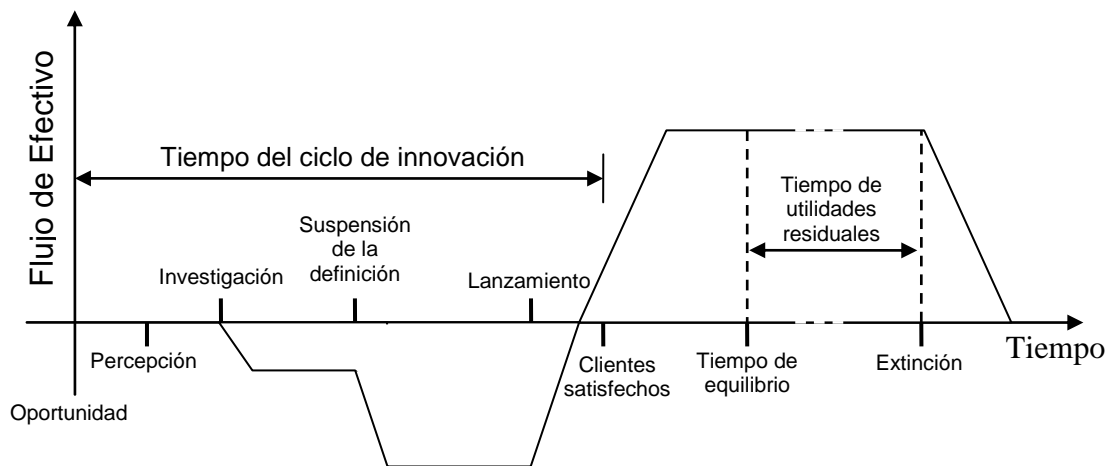 Flujo de Efectivo
Tiempo del ciclo de innovación
Suspensión
de la
definición
Investigación
Lanzamiento
Tiempo de
utilidades
residuales
Percepción
Oportunidad
Clientes
satisfechos
Tiempo de
equilibrio
Extinción
Tiempo